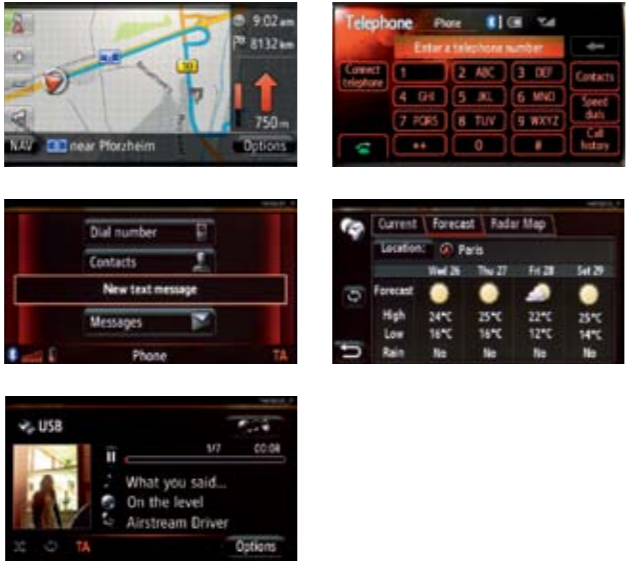 9:02 am
8132 km
10
750 m
NAV near Pforzheim Options
Telephone Phone
Enter a telephone number
Connect telephone
1 2 ABC 3 DEF
Contacts
4 GHI 5 JKL 6 MNO
Speed dials
7 PQRS 8 TUV 9 WXYZ
Call history
0 #
Dial number
Contacts
New text message
Messages
Phone TA
Current Forecast Radar Map
Location: Paris
Wed 26 Thu 27 Fri 28 Sat 29
Forecast
High 24°C 25°C 22°C 25°C
Low 16°C 16°C 12°C 14°C
Rain No No No No
USB
1/7 00:08
What you said...
On the level
Airstream Driver
TA Options